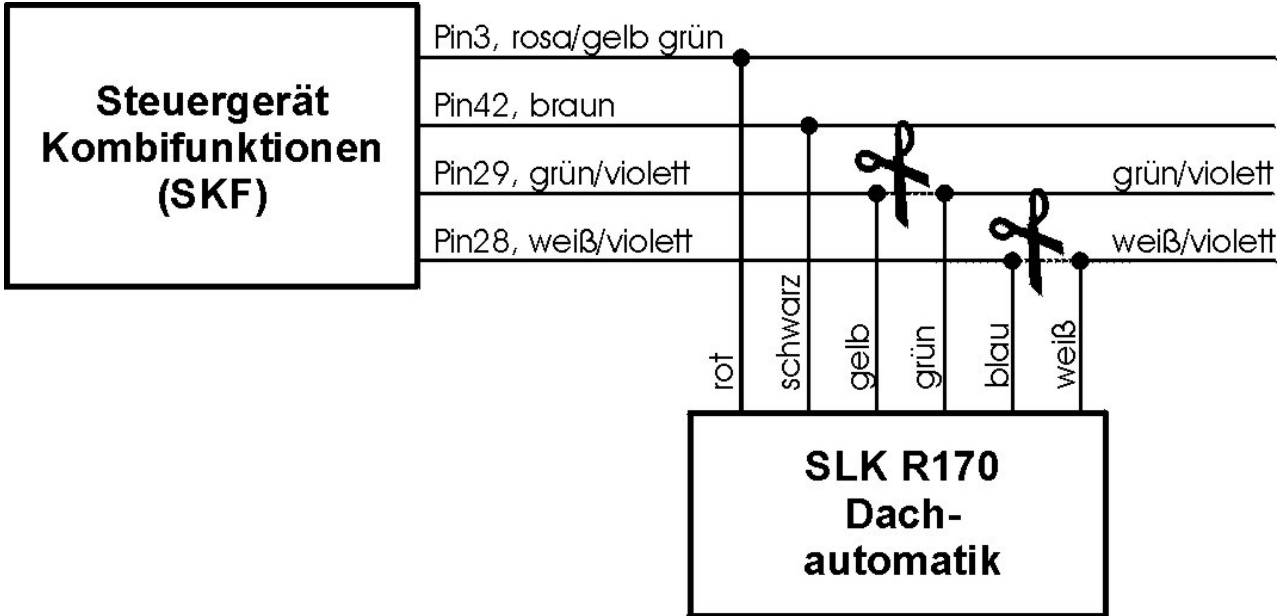 Steuergerät
Kombifunktionen
(SKF)
Pin3, rosa/gelb grün
Pin42, braun
Pin29, grün/violett
grün/violett
Pin28, weiß/violett
weiß/violett
rot
schwarz
gelb
grün
blau
weiß
SLK R170
Dach-
automatik